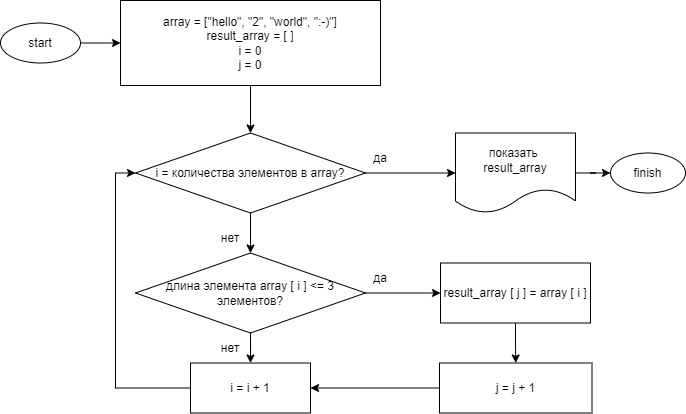 start
array = ["hello", "2", "world", ":-)"]
result_array = [ ]
i = 0
j = 0
i = количества элементов в array?
да
показать
result_array
finish
нет
длина элемента array [ i ] <= 3
элементов?
да
result_array [ j ] = array [ i ]
нет
i = i + 1
j = j + 1